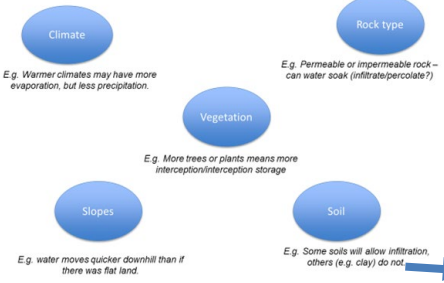 Climate
E.g. Warmer climates may have more
evaporation, but less precipitation.
Rock type
E.g. Permeable or impermeable rock –
can water soak (infiltrate/percolate?)
Vegetation
E.g. More trees or plants means more
interception/interception storage
Slopes
E.g. water moves quicker downhill than if
there was flat land.
Soil
E.g. Some soils will allow infiltration,
others (e.g. clay) do not